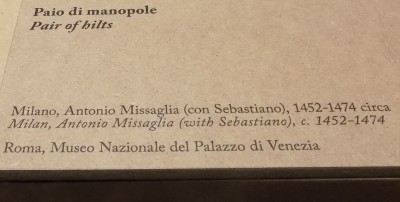 Paio di manopole
Pair of hilts
Milano, Antonio Missaglia (con Sebastiano), 1452-1474 circa
Milan, Antonio Missaglia (with Sebastiano), c. 1452-1474
Roma, Museo Nazionale del Palazzo di Venezia